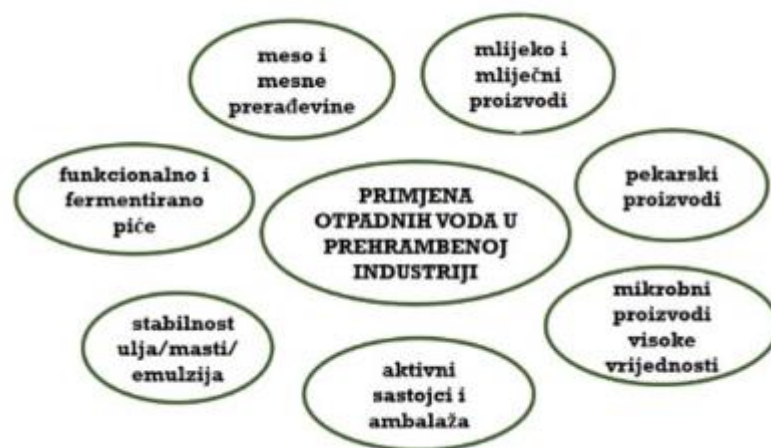 meso i
mesne
prerađevine
mlijeko i
mliječni
proizvodi
funkcionalno i
fermentirano
piće
PRIMJENA
OTPADNIH VODA U
PREHRAMBENOJ
INDUSTRIJI
pekarski
proizvodi
stabilnost
ulja/masti/
emulzija
aktivni
sastojci i
ambalaža
mikrobni
proizvodi
visoke
vrijednosti